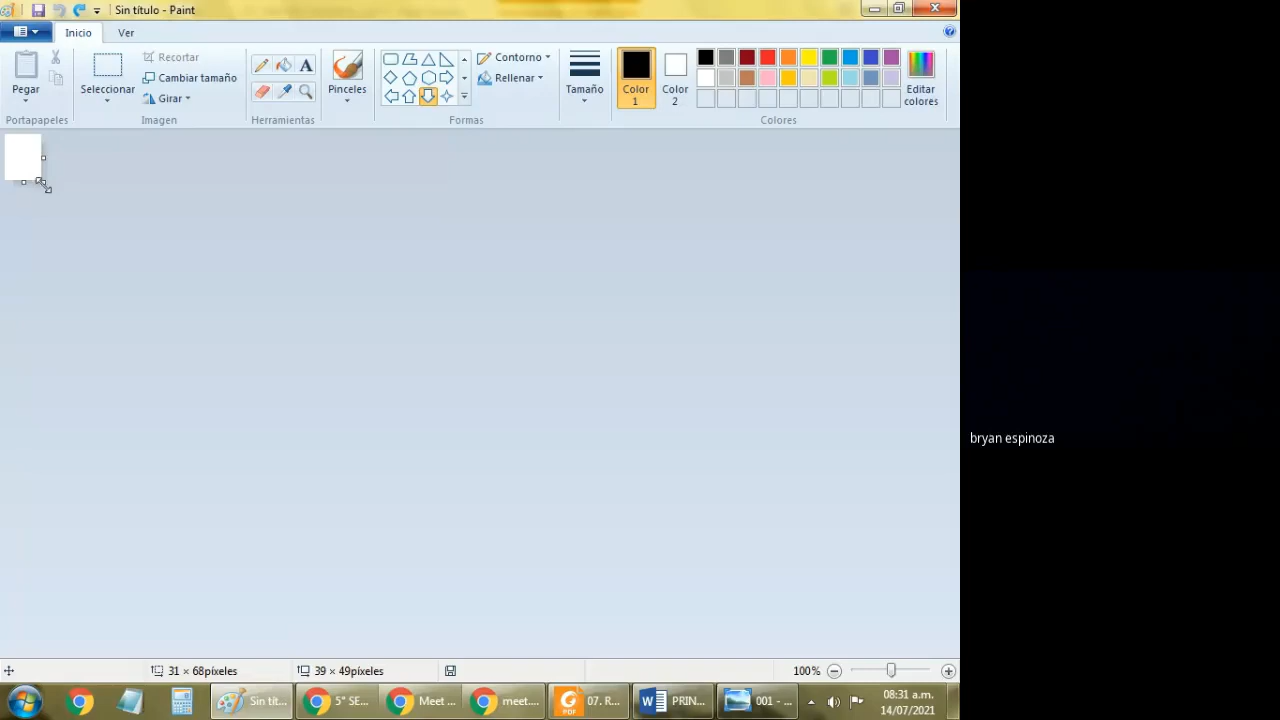 Sin título - Paint
Inicio
Ver
Pegar
Recortar
Cambiar tamaño
Girar
Seleccionar
A
Pinceles
Contorno
Rellenar
Tamaño
Color
1
Color
2
Editar
colores
Portapapeles
Imagen
Herramientas
Formas
Colores
bryan espinoza
31 × 68píxeles
39 × 49píxeles
100%
Sin tít...
5° SE...
Meet ...
meet....
07. R...
PRIN...
001 - ...
08:31 a.m.
14/07/2021